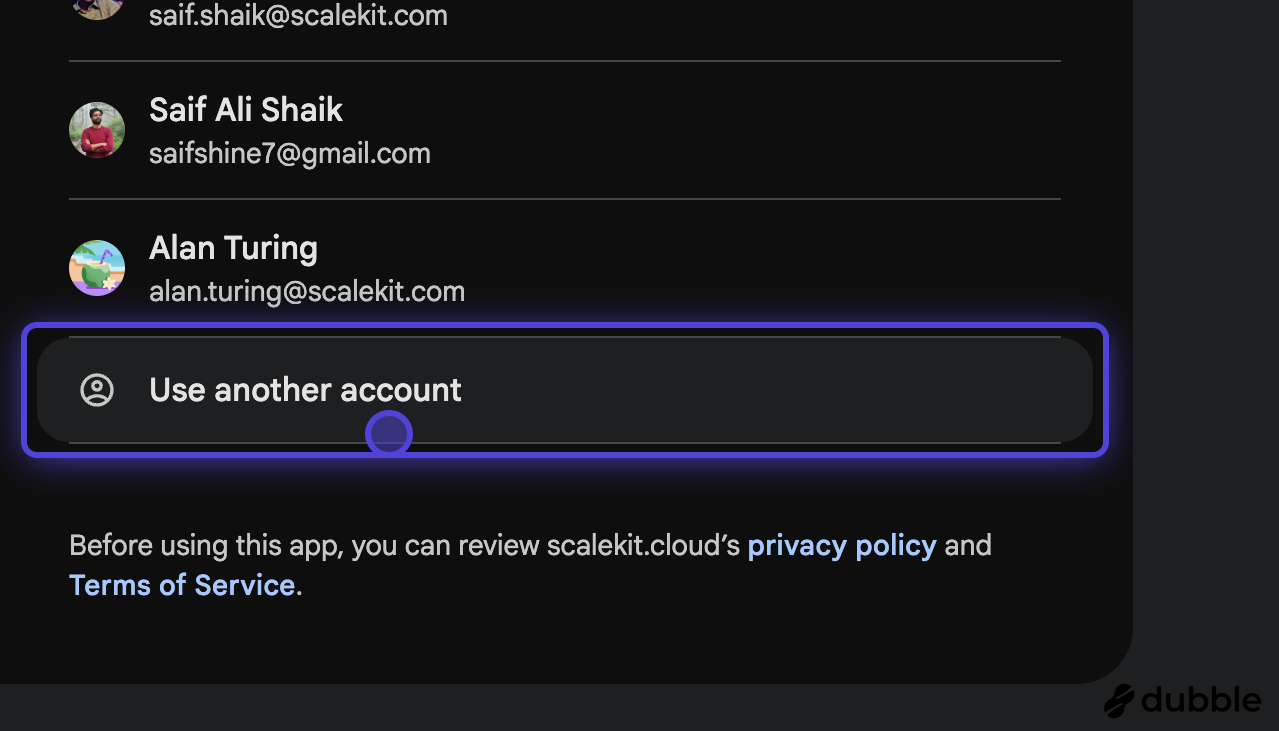 saif.shaik@scalekit.com
Saif Ali Shaik
saifshine7@gmail.com
Alan Turing
alan.turing@scalekit.com
Use another account
Before using this app, you can review scalekit.cloud’s privacy policy and
Terms of Service.
dubble